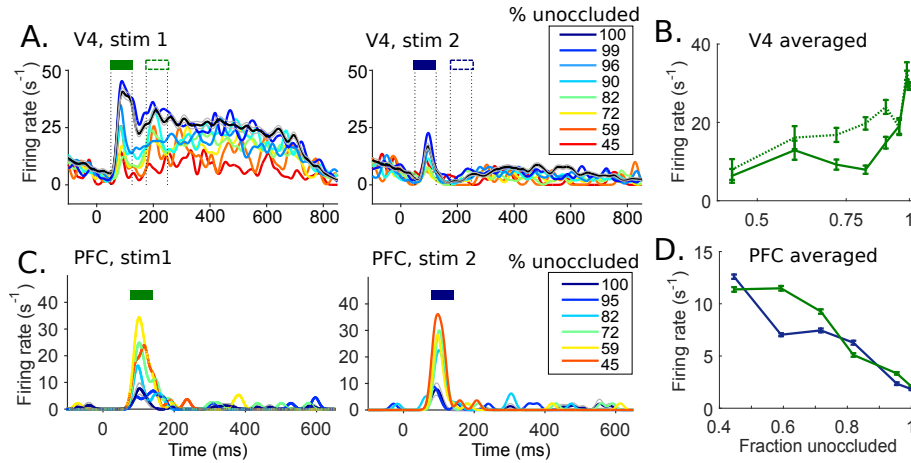 A.
V4, stim 1
V4, stim 2
% unoccluded
100
99
96
90
82
72
59
45
Firing rate (s⁻¹)
50
25
0
0 200 400 600 800
0 200 400 600 800
B.
V4 averaged
Firing rate (s⁻¹)
40
20
0
0.5 0.75 1
C.
PFC, stim1
PFC, stim 2
% unoccluded
100
95
82
72
59
45
Firing rate (s⁻¹)
40
30
20
10
0
0 200 400 600
Time (ms)
40
30
20
10
0
0 200 400 600
Time (ms)
D.
PFC averaged
Firing rate (s⁻¹)
15
10
5
0
0.4 0.6 0.8 1
Fraction unoccluded